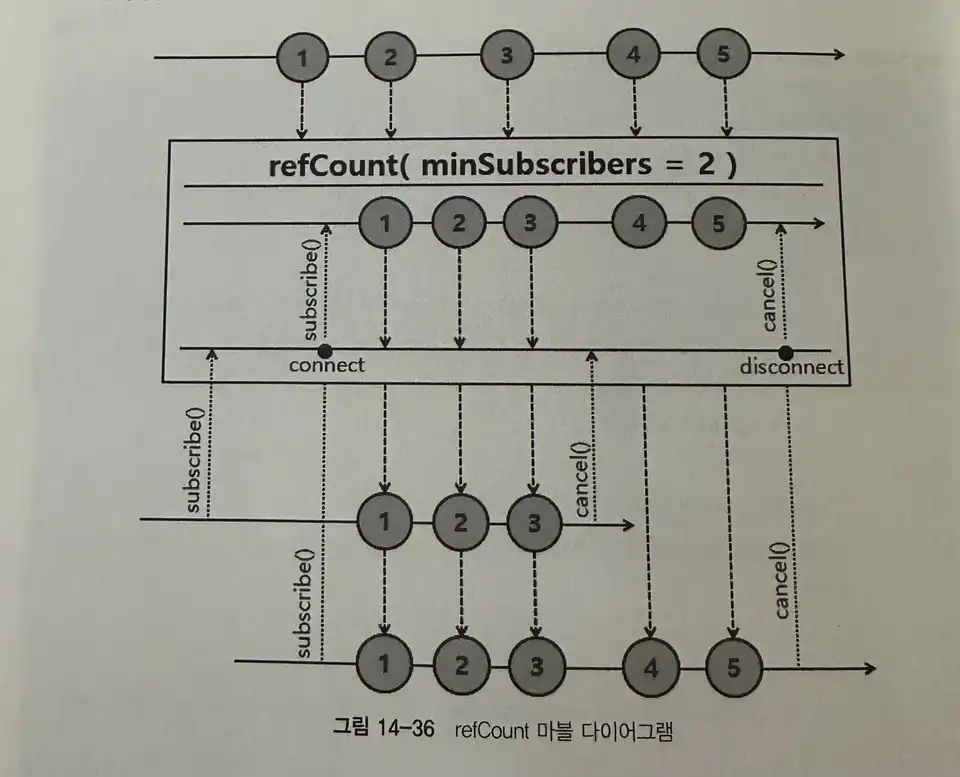 1 2 3 4 5
refCount( minSubscribers = 2 )
1 2 3 4 5
subscribe()
cancel()
connect
disconnect
subscribe()
cancel()
1 2 3
subscribe()
cancel()
1 2 3 4 5
그림 14-36 refCount 마블 다이어그램